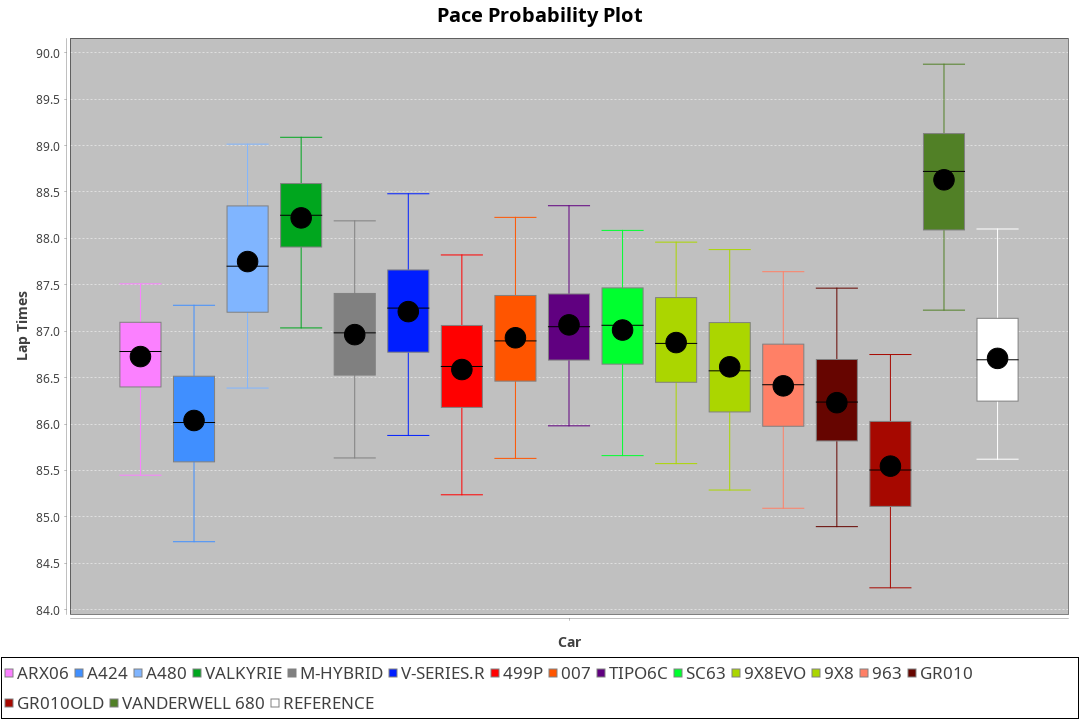 Pace Probability Plot
90.0
89.5
89.0
88.5
88.0
87.5
87.0
86.5
86.0
85.5
85.0
84.5
84.0
Lap Times
Car
ARX06 A424 A480 VALKYRIE M-HYBRID V-SERIES.R 499P 007 TIPO6C SC63 9X8EVO 9X8 963 GR010
GR010OLD VANDERWELL 680 REFERENCE